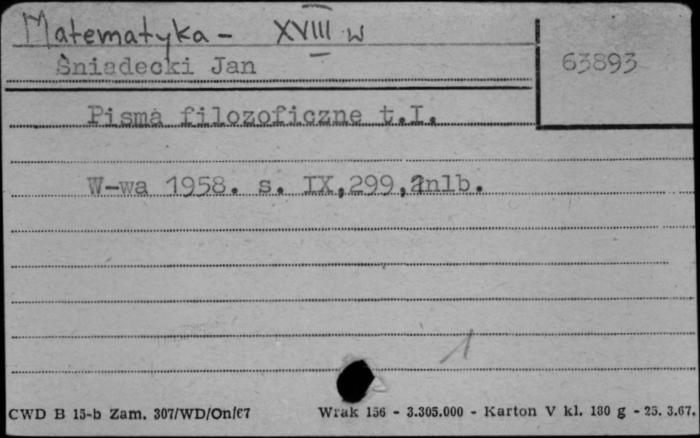 Matematyka - XVIII w
Śniadecki Jan
63893
Pisma filozoficzne t.I.
W-wa 1958. s. IX,299,2nlb.
1
CWD B 15-b Zam. 307/WD/On/67 Wrak 156 - 3.305.000 - Karton V kl. 180 g - 25. 3.67.